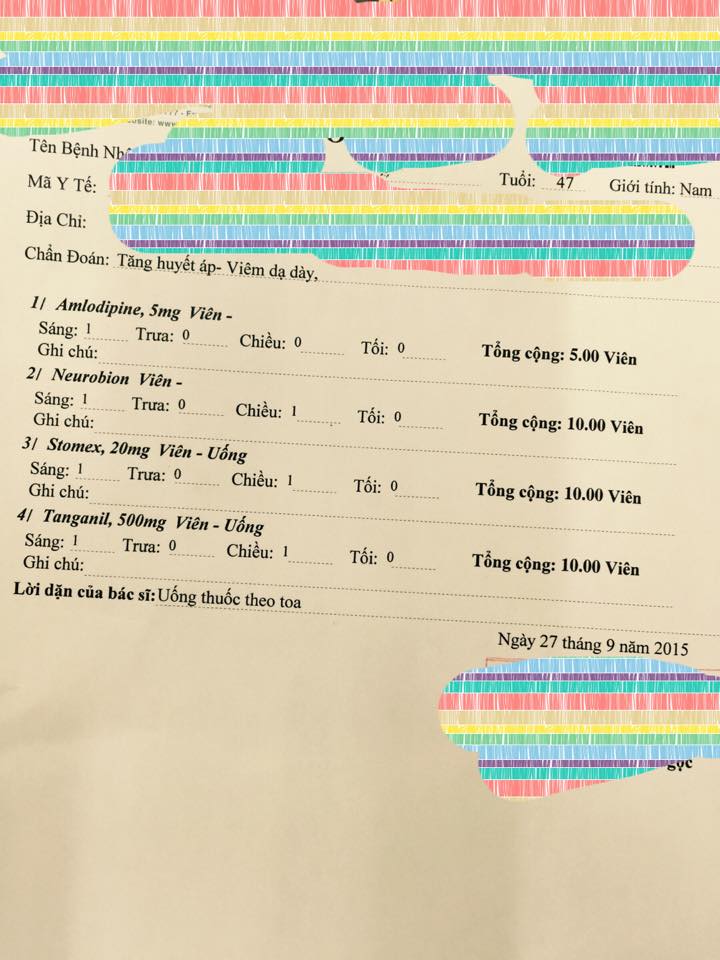 website: www
Tên Bệnh
Mã Y Tế: Tuổi: 47 Giới tính: Nam
Địa Chỉ:
Chẩn Đoán: Tăng huyết áp- Viêm dạ dày,
1/ Amlodipine, 5mg Viên -
Sáng: 1 Trưa: 0 Chiều: 0 Tối: 0 Tổng cộng: 5.00 Viên
Ghi chú:
2/ Neurobion Viên -
Sáng: 1 Trưa: 0 Chiều: 1 Tối: 0 Tổng cộng: 10.00 Viên
Ghi chú:
3/ Stomex, 20mg Viên - Uống
Sáng: 1 Trưa: 0 Chiều: 1 Tối: 0 Tổng cộng: 10.00 Viên
Ghi chú:
4/ Tanganil, 500mg Viên - Uống
Sáng: 1 Trưa: 0 Chiều: 1 Tối: 0 Tổng cộng: 10.00 Viên
Ghi chú:
Lời dặn của bác sĩ: Uống thuốc theo toa
Ngày 27 tháng 9 năm 2015